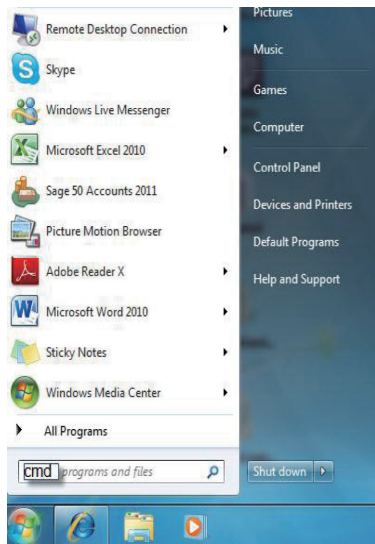 Remote Desktop Connection
Skype
Windows Live Messenger
Microsoft Excel 2010
Sage 50 Accounts 2011
Picture Motion Browser
Adobe Reader X
Microsoft Word 2010
Sticky Notes
Windows Media Center
All Programs
cmd programs and files
Pictures
Music
Games
Computer
Control Panel
Devices and Printers
Default Programs
Help and Support
Shut down